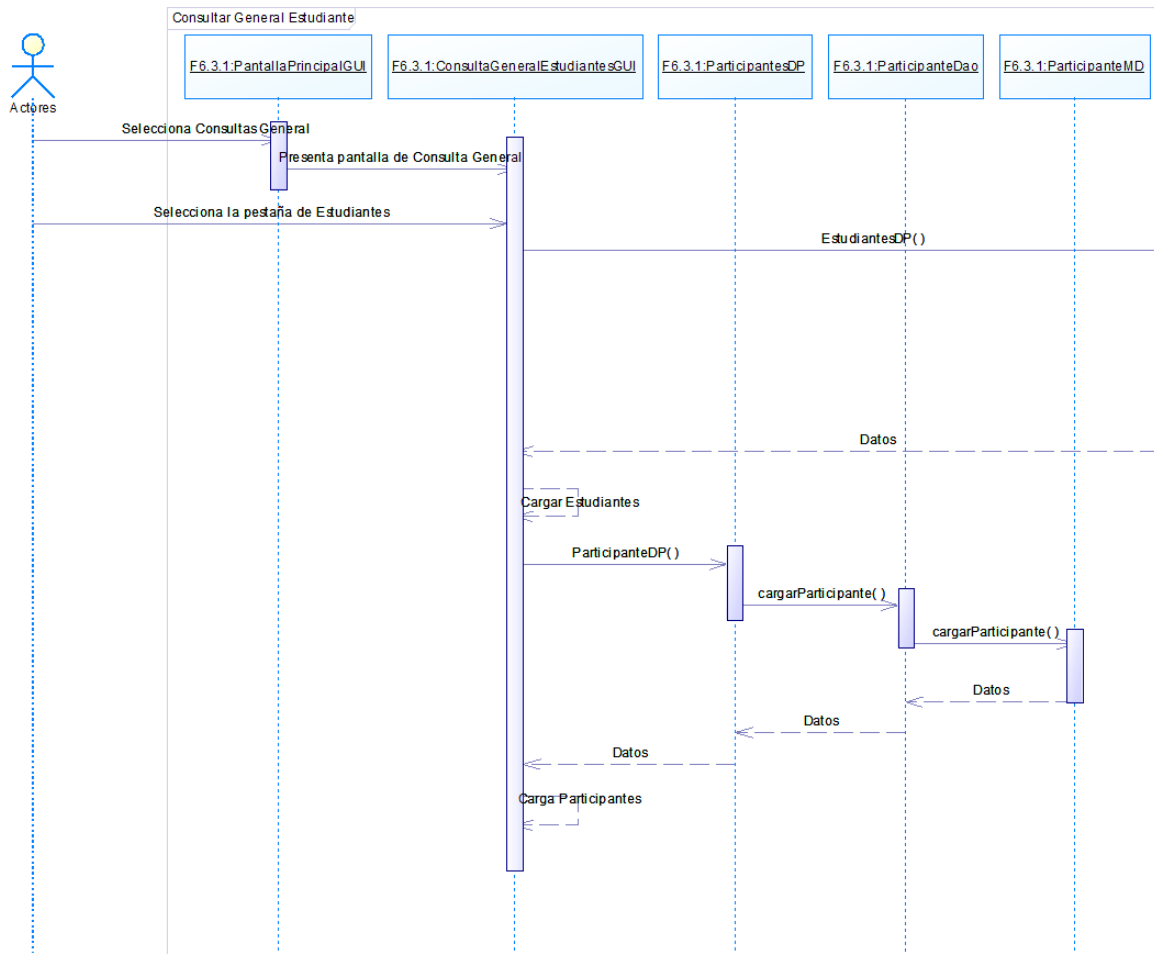 Consultar General Estudiante
F6.3.1:PantallaPrincipalGUI
F6.3.1:ConsultaGeneralEstudiantesGUI
F6.3.1:ParticipantesDP
F6.3.1:ParticipanteDao
F6.3.1:ParticipanteMD
Actores
Selecciona Consultas General
Presenta pantalla de Consulta General
Selecciona la pestaña de Estudiantes
EstudiantesDP()
Datos
Cargar Estudiantes
ParticipanteDP()
cargarParticipante()
cargarParticipante()
Datos
Datos
Datos
Carga Participantes